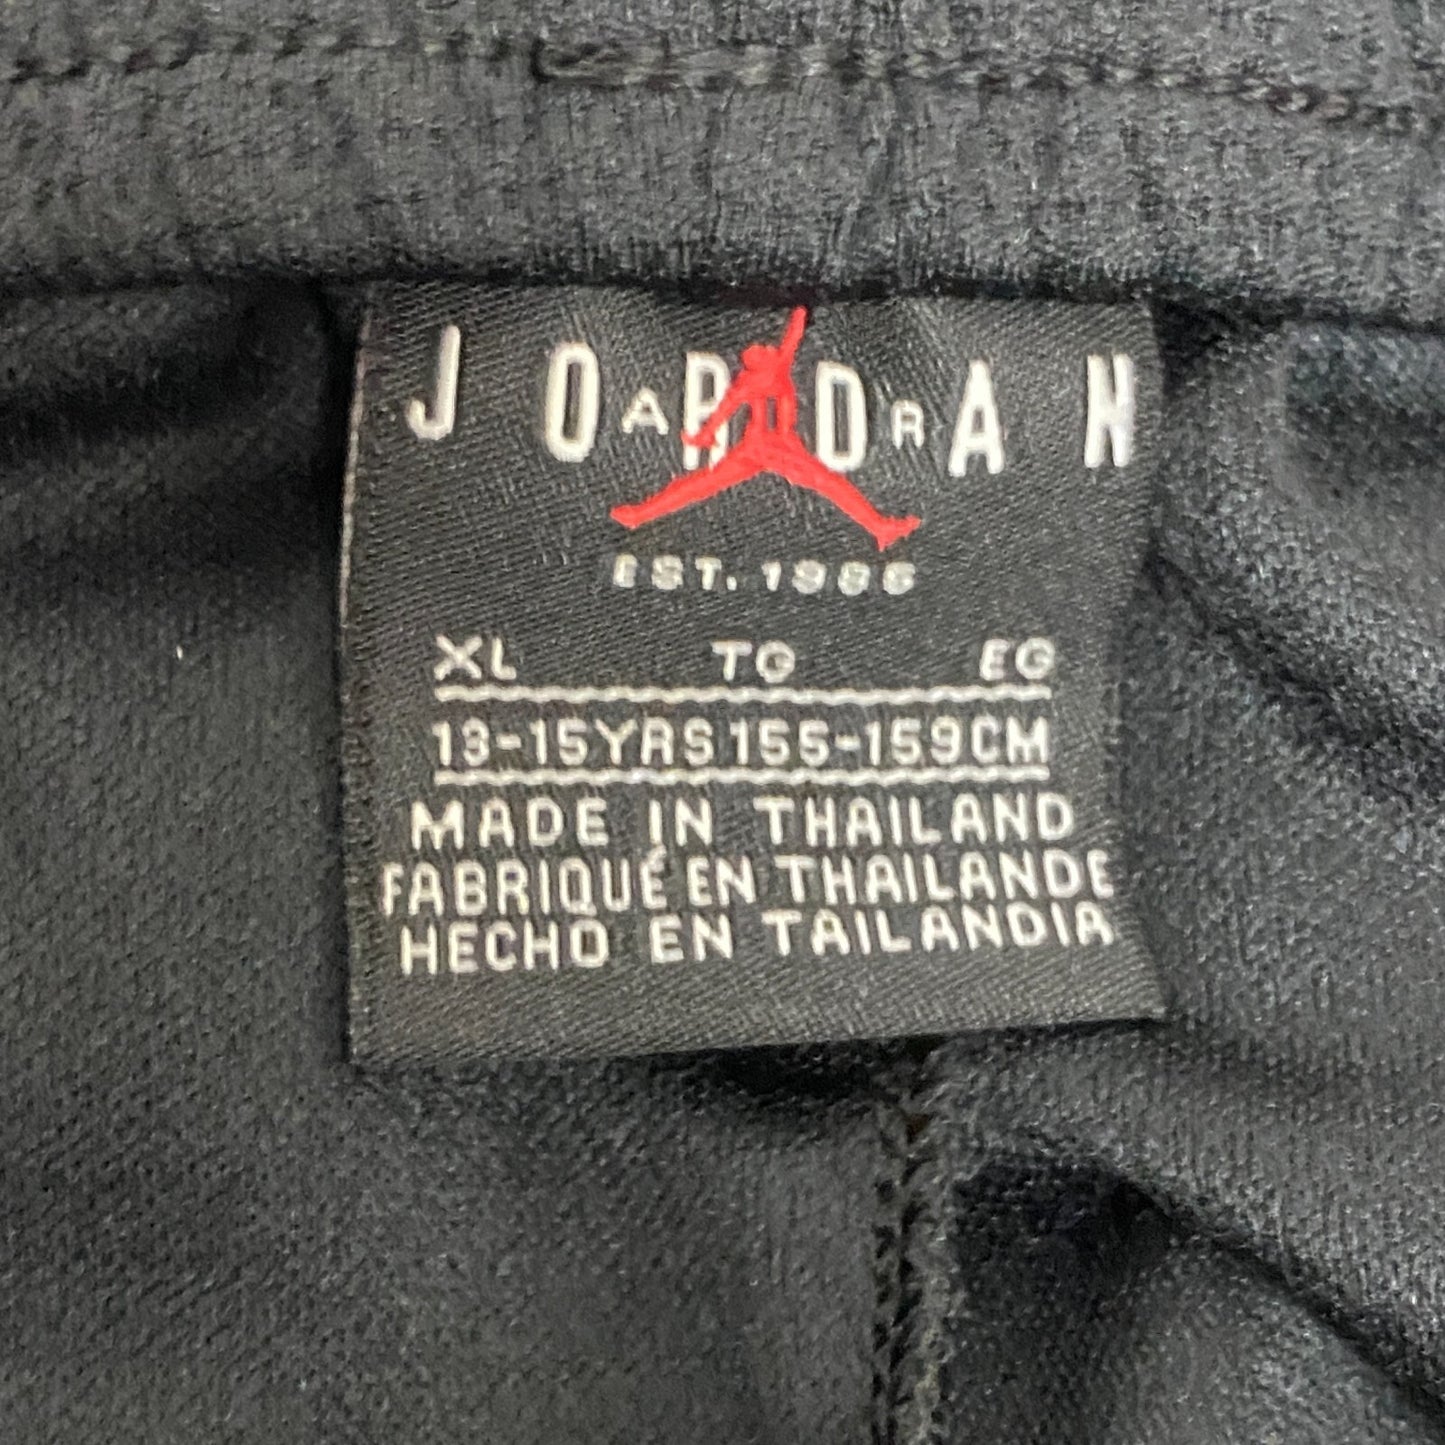 JORDAN
AIR
EST. 1985
XL TG EG
13-15YRS 155-159CM
MADE IN THAILAND
FABRIQUÉ EN THAILANDE
HECHO EN TAILANDIA